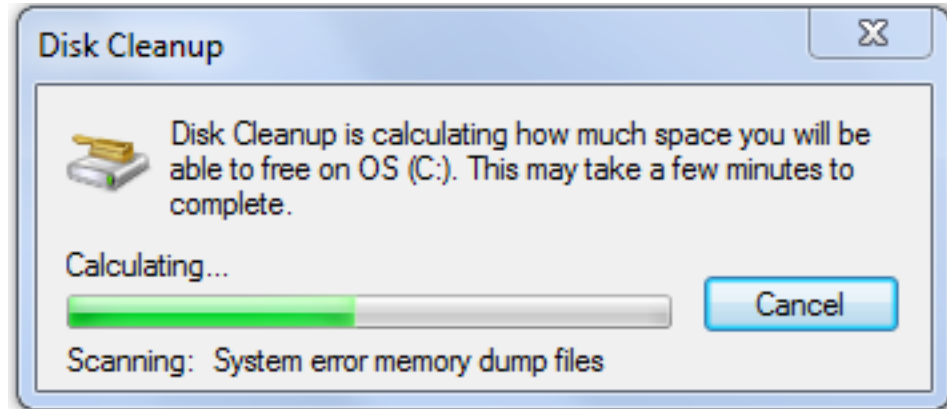 Disk Cleanup
Disk Cleanup is calculating how much space you will be
able to free on OS (C:). This may take a few minutes to
complete.
Calculating...
Cancel
Scanning: System error memory dump files